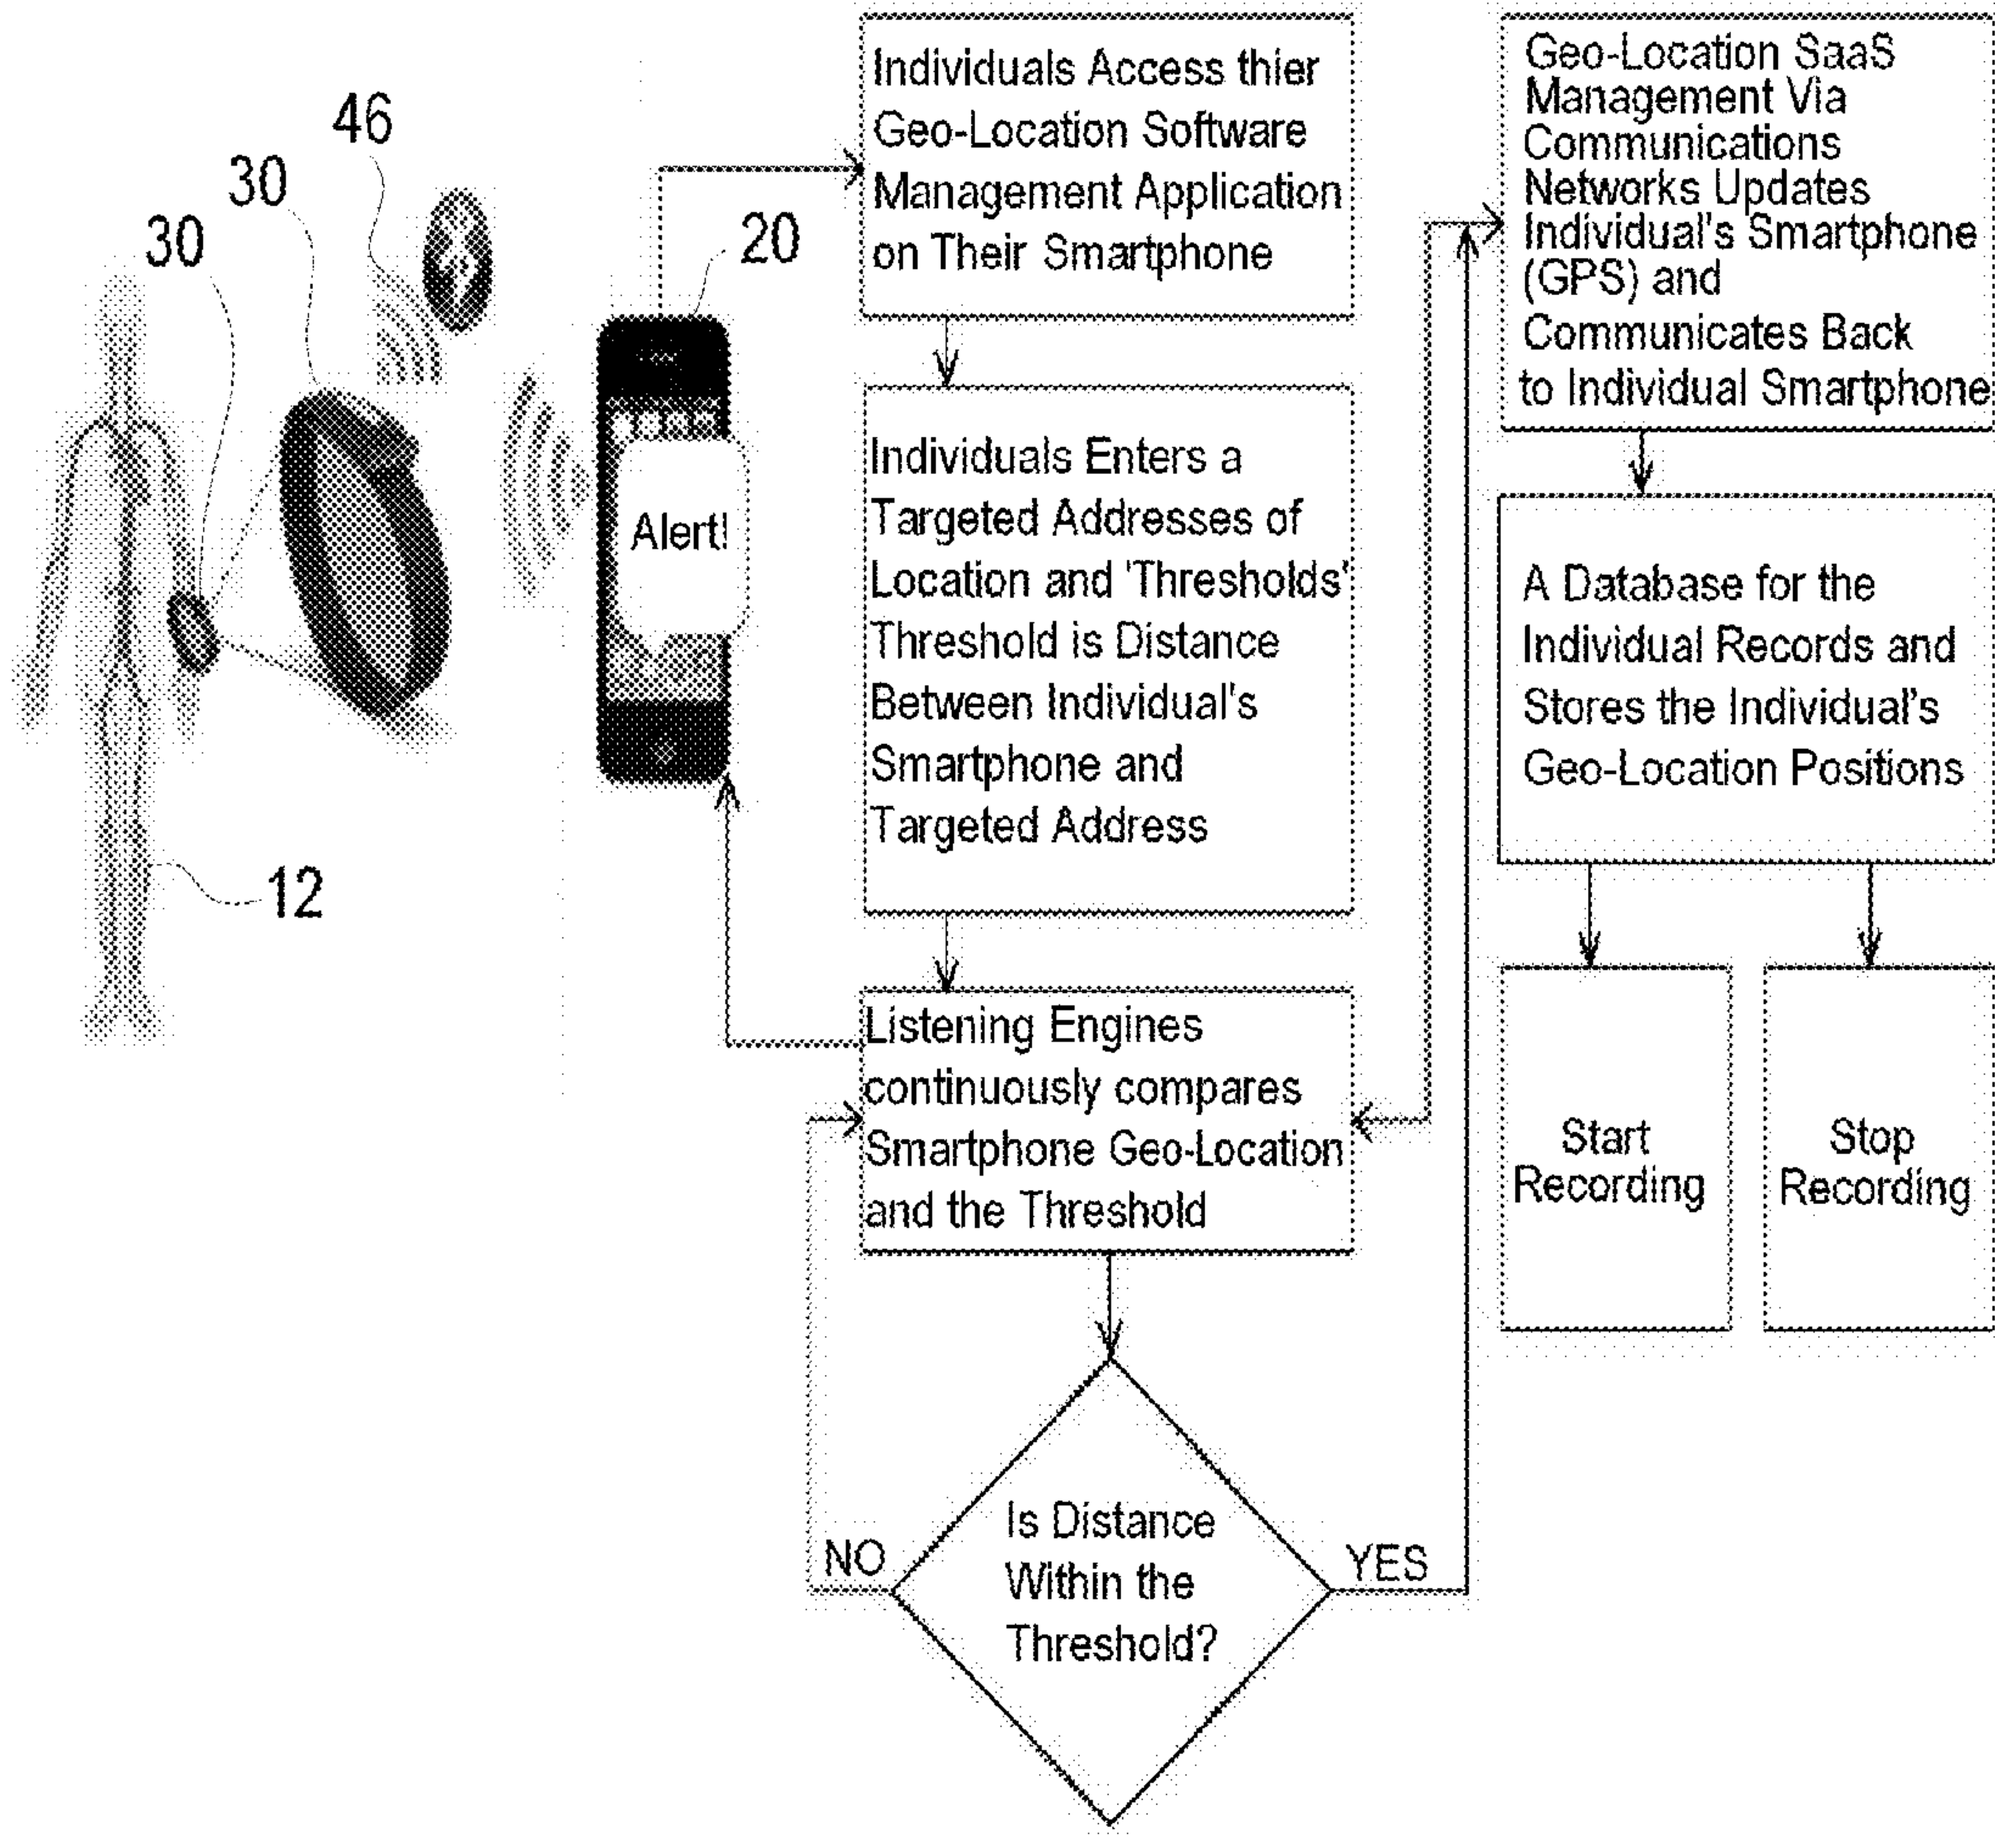 46
30
30
20
12
Alert!
Individuals Access thier
Geo-Location Software
Management Application
on Their Smartphone
Individuals Enters a
Targeted Addresses of
Location and 'Thresholds'
Threshold is Distance
Between Individual's
Smartphone and
Targeted Address
Listening Engines
continuously compares
Smartphone Geo-Location
and the Threshold
Is Distance
Within the
Threshold?
NO
YES
Geo-Location SaaS
Management Via
Communications
Networks Updates
Individual's Smartphone
(GPS) and
Communicates Back
to Individual Smartphone
A Database for the
Individual Records and
Stores the Individual's
Geo-Location Positions
Start
Recording
Stop
Recording